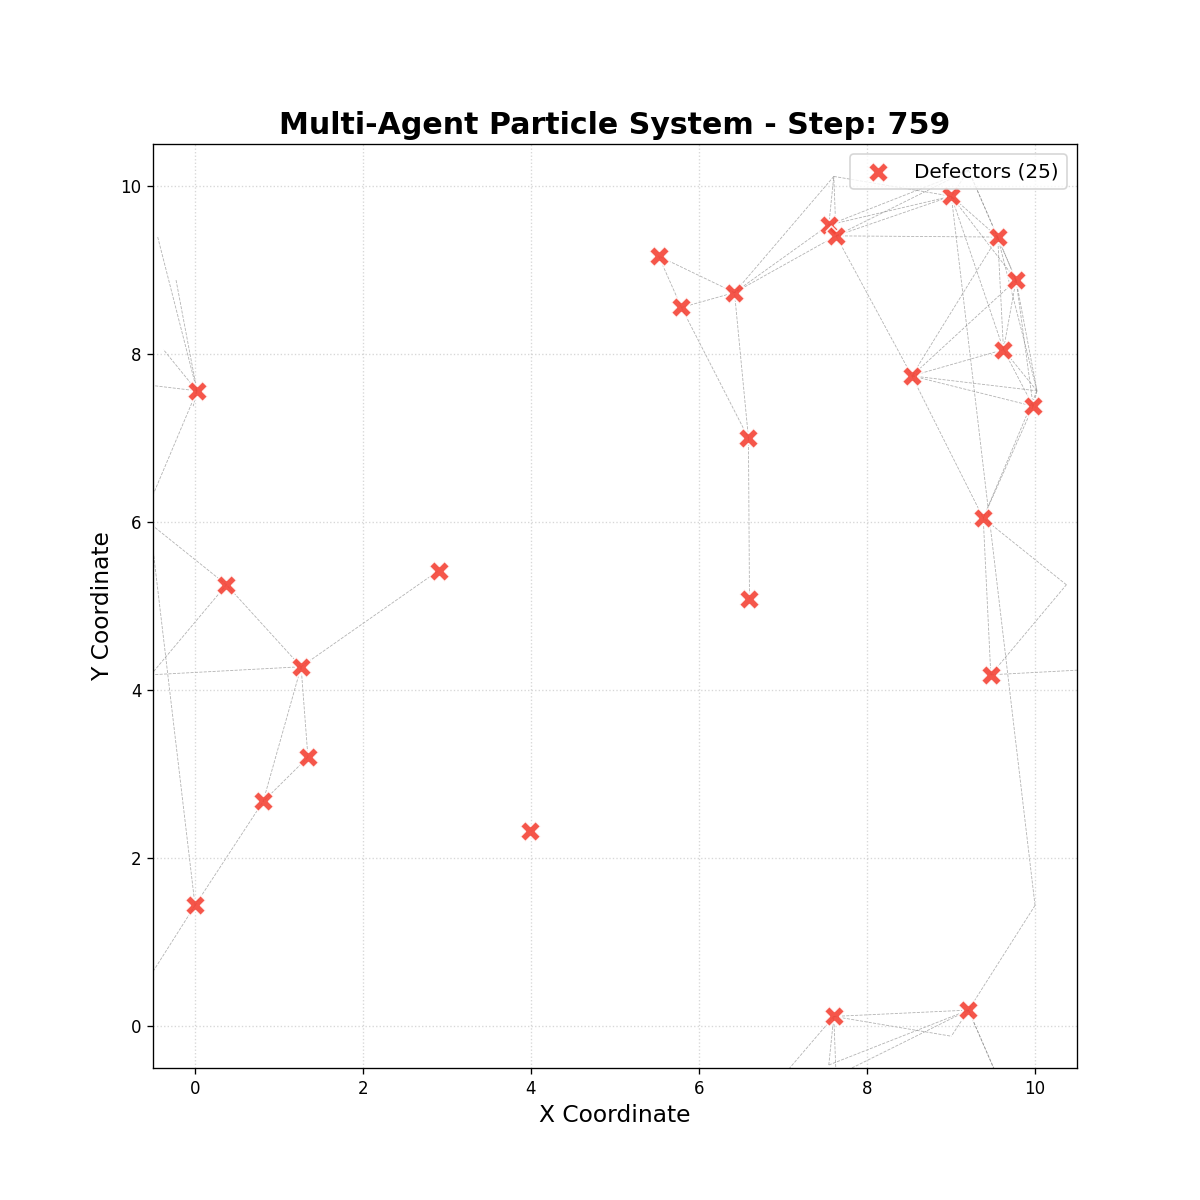 Multi-Agent Particle System - Step: 759
Defectors (25)
Y Coordinate
10
8
6
4
2
0
0 2 4 6 8 10
X Coordinate